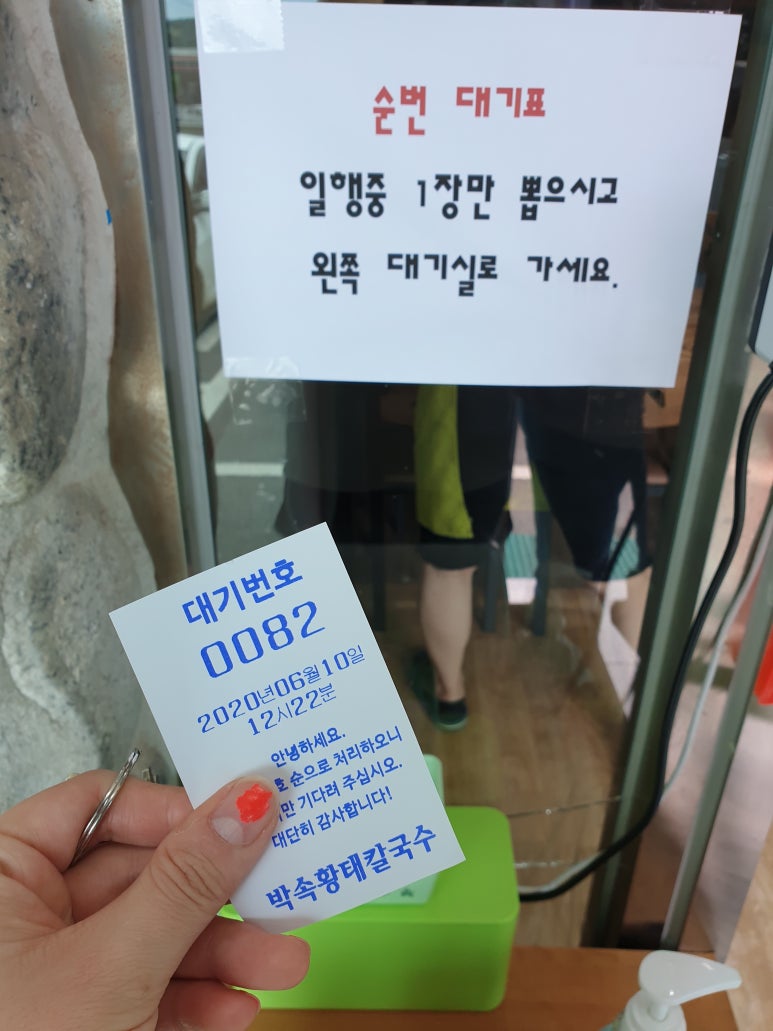 순번 대기표
일행중 1장만 뽑으시고
왼쪽 대기실로 가세요.
대기번호
0082
2020년06월10일
12시22분
안녕하세요.
순으로 처리하오니
기다려 주십시오.
대단히 감사합니다!
박속황태칼국수